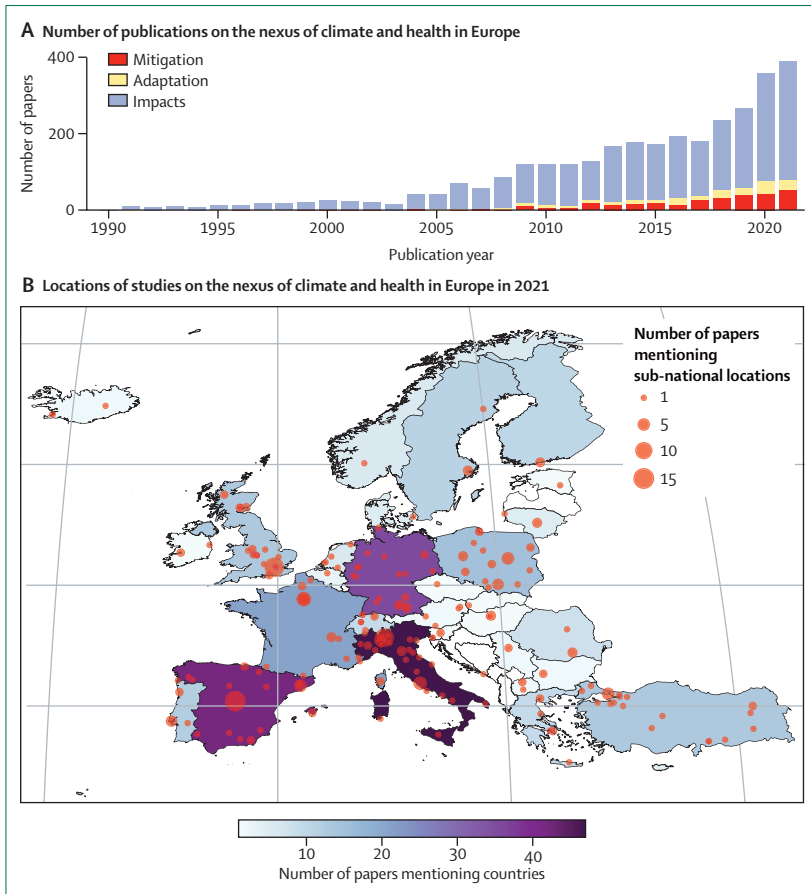 A Number of publications on the nexus of climate and health in Europe
400
200
0
Number of papers
Mitigation
Adaptation
Impacts
1990
1995
2000
2005
2010
2015
2020
Publication year
B Locations of studies on the nexus of climate and health in Europe in 2021
Number of papers
mentioning
sub-national locations
1
5
10
15
10
20
30
40
Number of papers mentioning countries